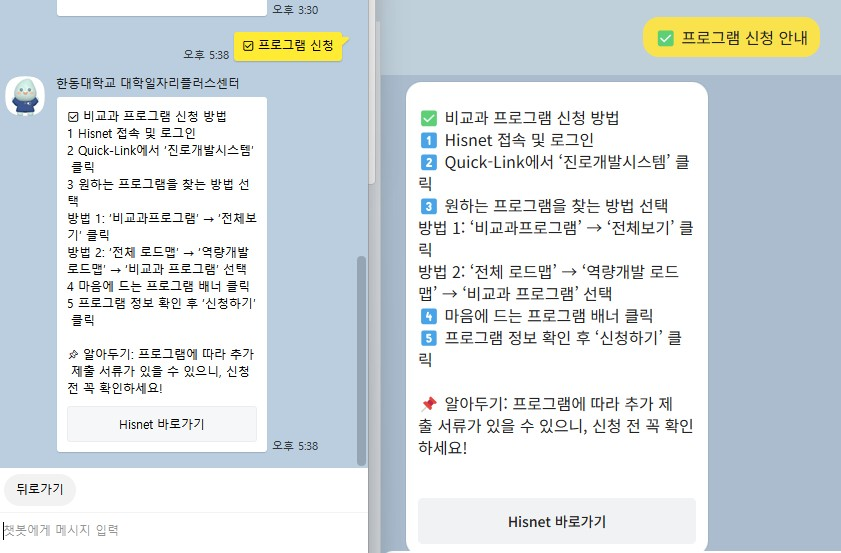 오후 3:30
☑ 프로그램 신청
오후 5:38
한동대학교 대학일자리플러스센터
☑ 비교과 프로그램 신청 방법
1 Hisnet 접속 및 로그인
2 Quick-Link에서 ‘진로개발시스템’
클릭
3 원하는 프로그램을 찾는 방법 선
택
방법 1: ‘비교과프로그램’ → ‘전체보
기’ 클릭
방법 2: ‘전체 로드맵’ → ‘역량개발
로드맵’ → ‘비교과 프로그램’ 선택
4 마음에 드는 프로그램 배너 클릭
5 프로그램 정보 확인 후 ‘신청하기’
클릭
📌 알아두기: 프로그램에 따라 추가
제출 서류가 있을 수 있으니, 신청
전 꼭 확인하세요!
Hisnet 바로가기
오후 5:38
뒤로가기
챗봇에게 메시지 입력
✅ 프로그램 신청 안내
✅ 비교과 프로그램 신청 방법
1️⃣ Hisnet 접속 및 로그인
2️⃣ Quick-Link에서 ‘진로개발시스템’ 클
릭
3️⃣ 원하는 프로그램을 찾는 방법 선택
방법 1: ‘비교과프로그램’ → ‘전체보기’ 클
릭
방법 2: ‘전체 로드맵’ → ‘역량개발 로드
맵’ → ‘비교과 프로그램’ 선택
4️⃣ 마음에 드는 프로그램 배너 클릭
5️⃣ 프로그램 정보 확인 후 ‘신청하기’ 클
릭
📌 알아두기: 프로그램에 따라 추가 제
출 서류가 있을 수 있으니, 신청 전 꼭 확인
하세요!
Hisnet 바로가기